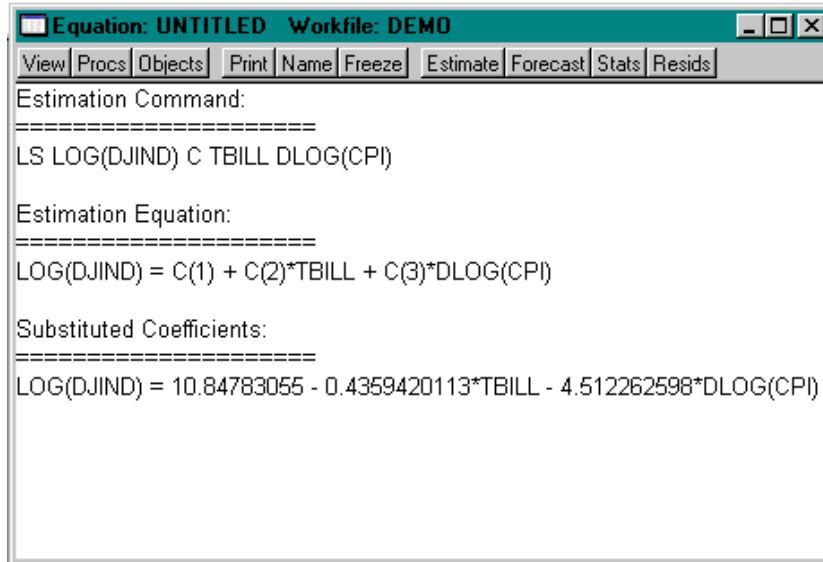 Equation: UNTITLED Workfile: DEMO
View Procs Objects Print Name Freeze Estimate Forecast Stats Resids
Estimation Command:
=====================
LS LOG(DJIND) C TBILL DLOG(CPI)
Estimation Equation:
=====================
LOG(DJIND) = C(1) + C(2)*TBILL + C(3)*DLOG(CPI)
Substituted Coefficients:
=====================
LOG(DJIND) = 10.84783055 - 0.4359420113*TBILL - 4.512262598*DLOG(CPI)